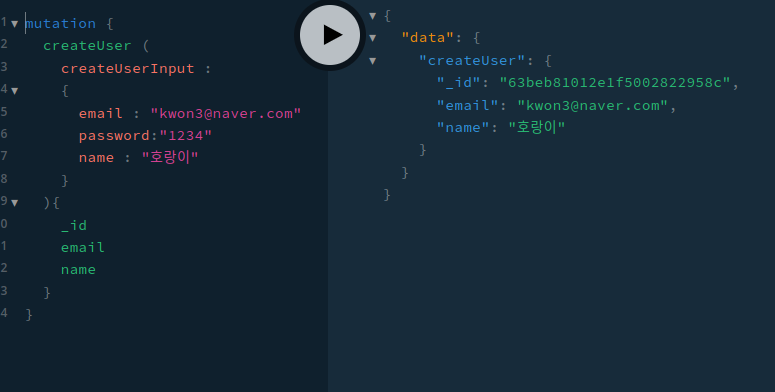 1 mutation {
2 createUser (
3 createUserInput :
4 {
5 email : "kwon3@naver.com"
6 password:"1234"
7 name : "호랑이"
8 }
9 ){
0 _id
1 email
2 name
3 }
4 }
{
"data": {
"createUser": {
"_id": "63beb81012e1f5002822958c",
"email": "kwon3@naver.com",
"name": "호랑이"
}
}
}